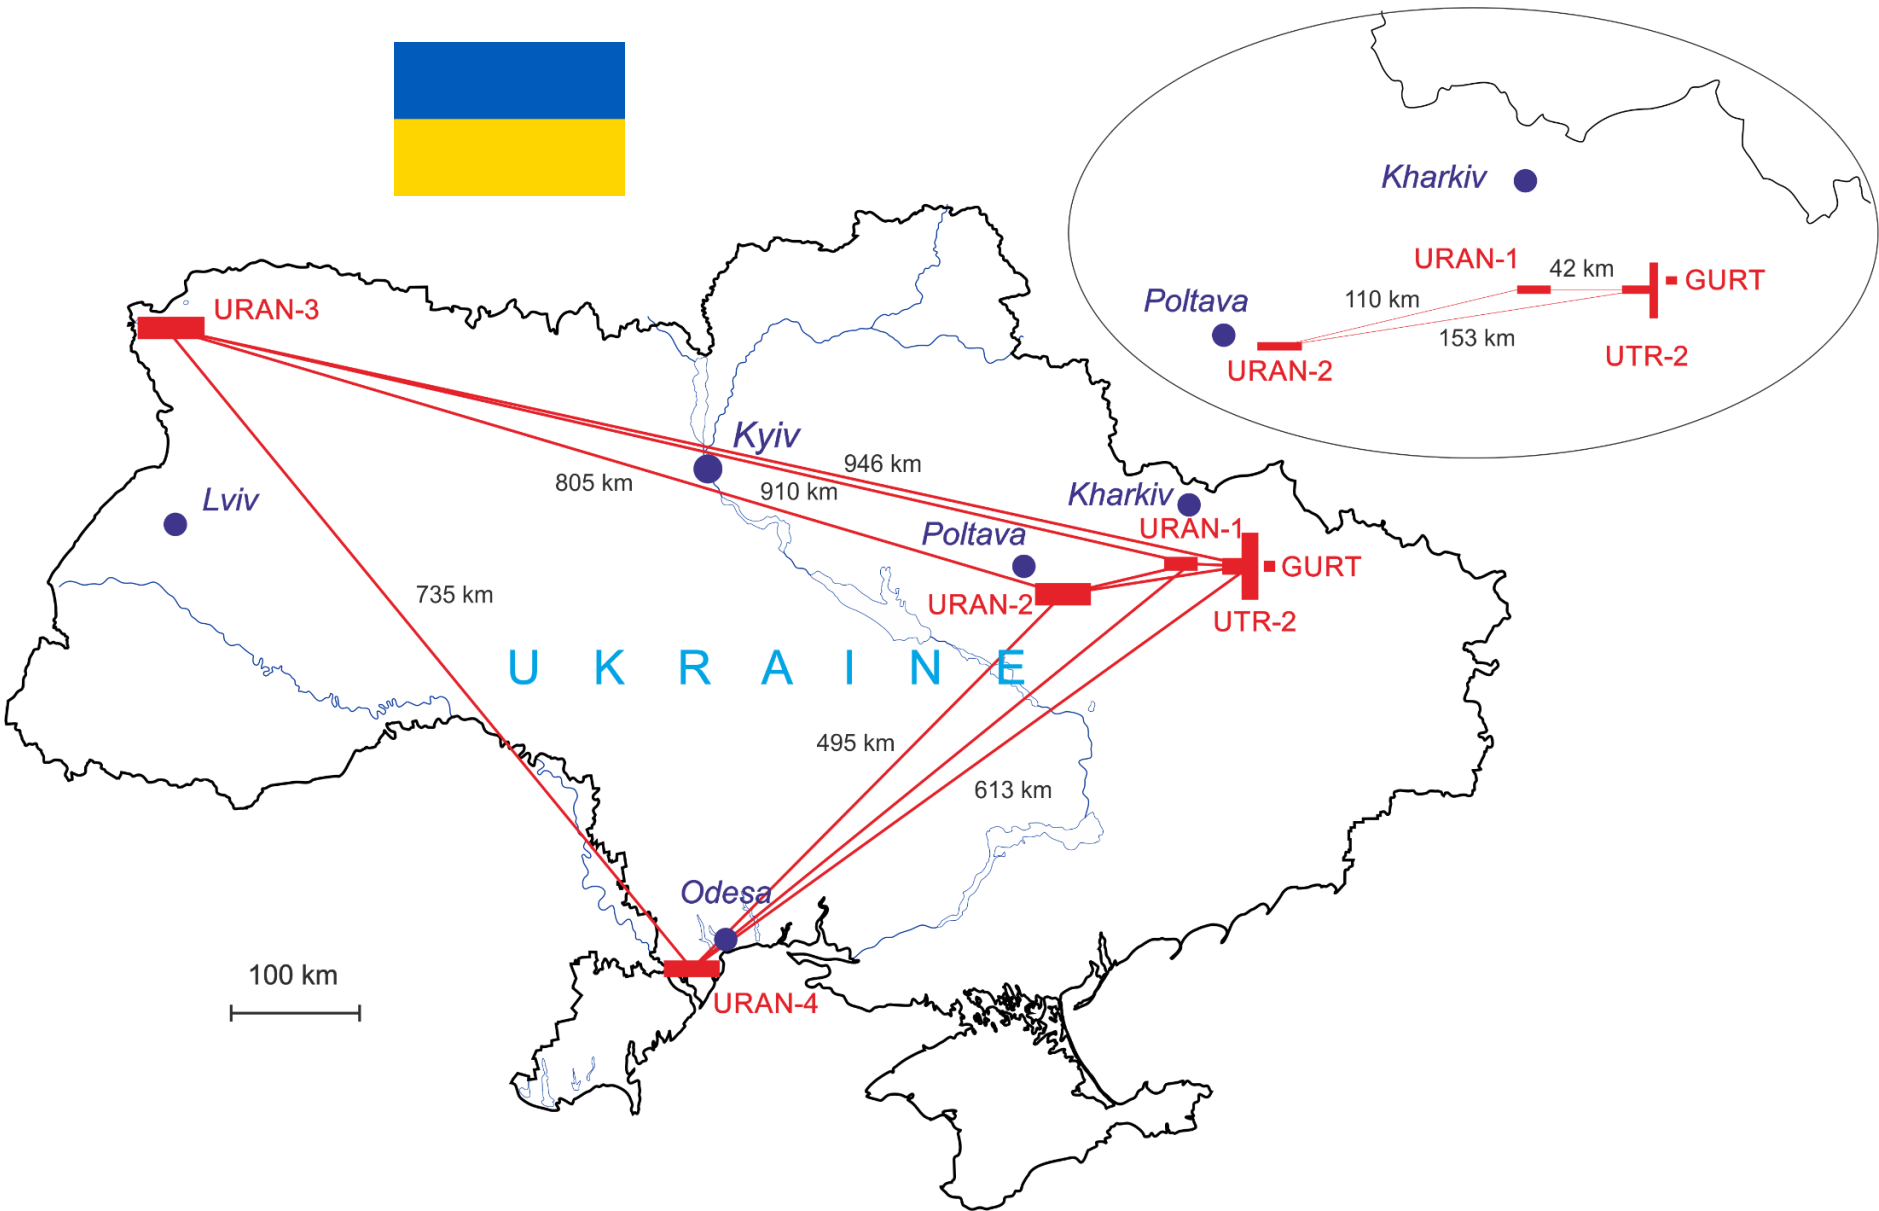 Kharkiv
URAN-1
42 km
GURT
Poltava
110 km
153 km
URAN-2
UTR-2
URAN-3
Kyiv
946 km
805 km
910 km
Lviv
Kharkiv
URAN-1
Poltava
GURT
735 km
URAN-2
UTR-2
UKRAINE
495 km
613 km
Odesa
100 km
URAN-4